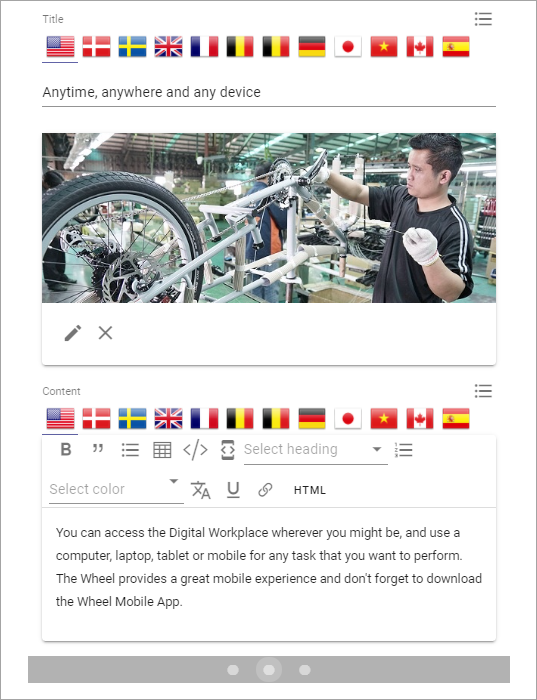 Title
Anytime, anywhere and any device
Content
B
Select heading
Select color
U
HTML
You can access the Digital Workplace wherever you might be, and use a
computer, laptop, tablet or mobile for any task that you want to perform.
The Wheel provides a great mobile experience and don't forget to download
the Wheel Mobile App.